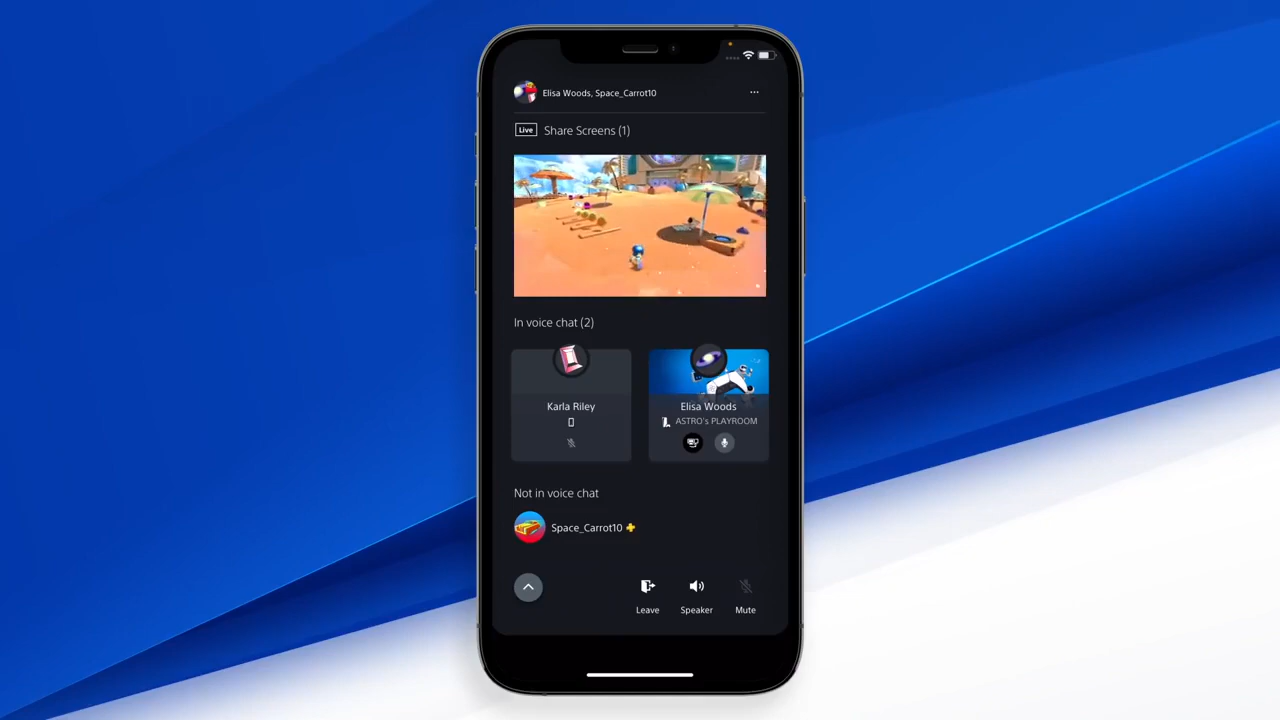 Elisa Woods, Space_Carrot10
Live Share Screens (1)
In voice chat (2)
Karla Riley
Elisa Woods
ASTRO's PLAYROOM
Not in voice chat
Space_Carrot10
Leave Speaker Mute